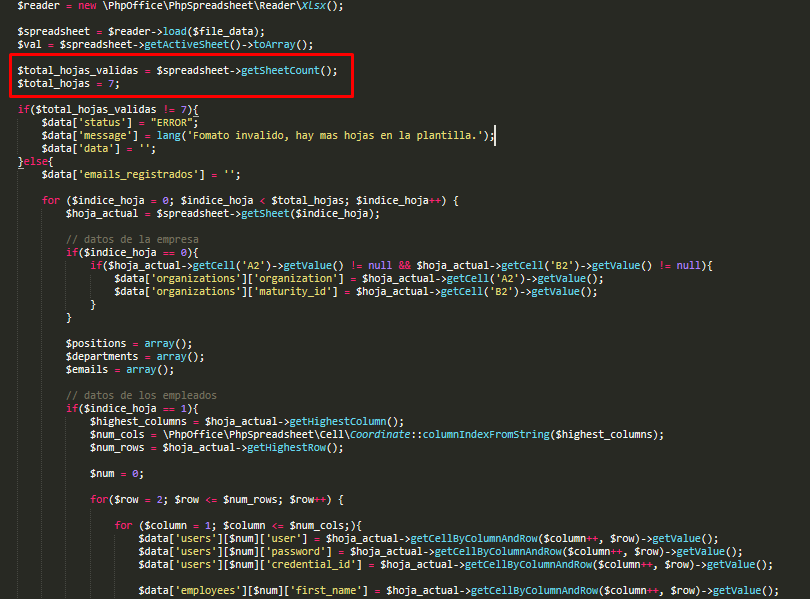 $reader = new \PhpOffice\PhpSpreadsheet\Reader\Xlsx();
$spreadsheet = $reader->load($file_data);
$val = $spreadsheet->getActiveSheet()->toArray();
$total_hojas_validas = $spreadsheet->getSheetCount();
$total_hojas = 7;
if($total_hojas_validas != 7){
$data['status'] = "ERROR";
$data['message'] = lang('Fomato invalido, hay mas hojas en la plantilla.');
$data['data'] = '';
}else{
$data['emails_registrados'] = '';
for ($indice_hoja = 0; $indice_hoja < $total_hojas; $indice_hoja++) {
$hoja_actual = $spreadsheet->getSheet($indice_hoja);
// datos de la empresa
if($indice_hoja == 0){
if($hoja_actual->getCell('A2')->getValue() != null && $hoja_actual->getCell('B2')->getValue() != null){
$data['organizations']['organization'] = $hoja_actual->getCell('A2')->getValue();
$data['organizations']['maturity_id'] = $hoja_actual->getCell('B2')->getValue();
}
}
$positions = array();
$departments = array();
$emails = array();
// datos de los empleados
if($indice_hoja == 1){
$highest_columns = $hoja_actual->getHighestColumn();
$num_cols = \PhpOffice\PhpSpreadsheet\Cell\Coordinate::columnIndexFromString($highest_columns);
$num_rows = $hoja_actual->getHighestRow();
$num = 0;
for($row = 2; $row <= $num_rows; $row++) {
for ($column = 1; $column <= $num_cols;){
$data['users'][$num]['user'] = $hoja_actual->getCellByColumnAndRow($column++, $row)->getValue();
$data['users'][$num]['password'] = $hoja_actual->getCellByColumnAndRow($column++, $row)->getValue();
$data['users'][$num]['credential_id'] = $hoja_actual->getCellByColumnAndRow($column++, $row)->getValue();
$data['employees'][$num]['first_name'] = $hoja_actual->getCellByColumnAndRow($column++, $row)->getValue();